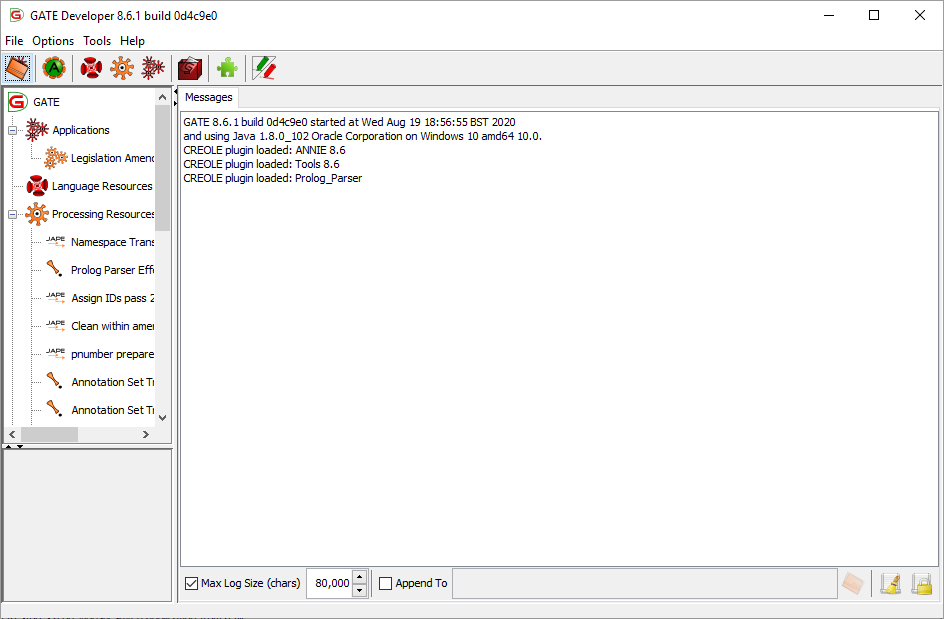 GATE Developer 8.6.1 build 0d4c9e0
File Options Tools Help
GATE
Applications
Legislation Amend
Language Resources
Processing Resources
JAPE Namespace Trans
Prolog Parser Eff
JAPE Assign IDs pass 2
JAPE Clean within amer
JAPE pnumber prepare
Annotation Set Tr
Annotation Set Tr
Messages
GATE 8.6.1 build 0d4c9e0 started at Wed Aug 19 18:56:55 BST 2020
and using Java 1.8.0_102 Oracle Corporation on Windows 10 amd64 10.0.
CREOLE plugin loaded: ANNIE 8.6
CREOLE plugin loaded: Tools 8.6
CREOLE plugin loaded: Prolog_Parser
Max Log Size (chars) 80,000 Append To